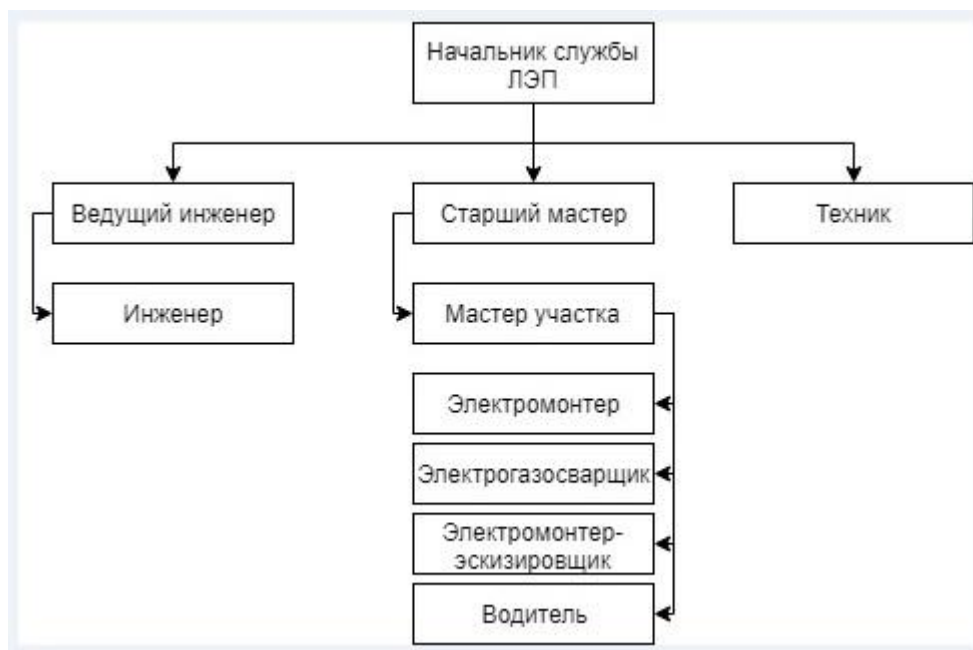 Начальник службы
ЛЭП
Ведущий инженер
Старший мастер
Техник
Инженер
Мастер участка
Электромонтер
Электрогазосварщик
Электромонтер-
эскизировщик
Водитель